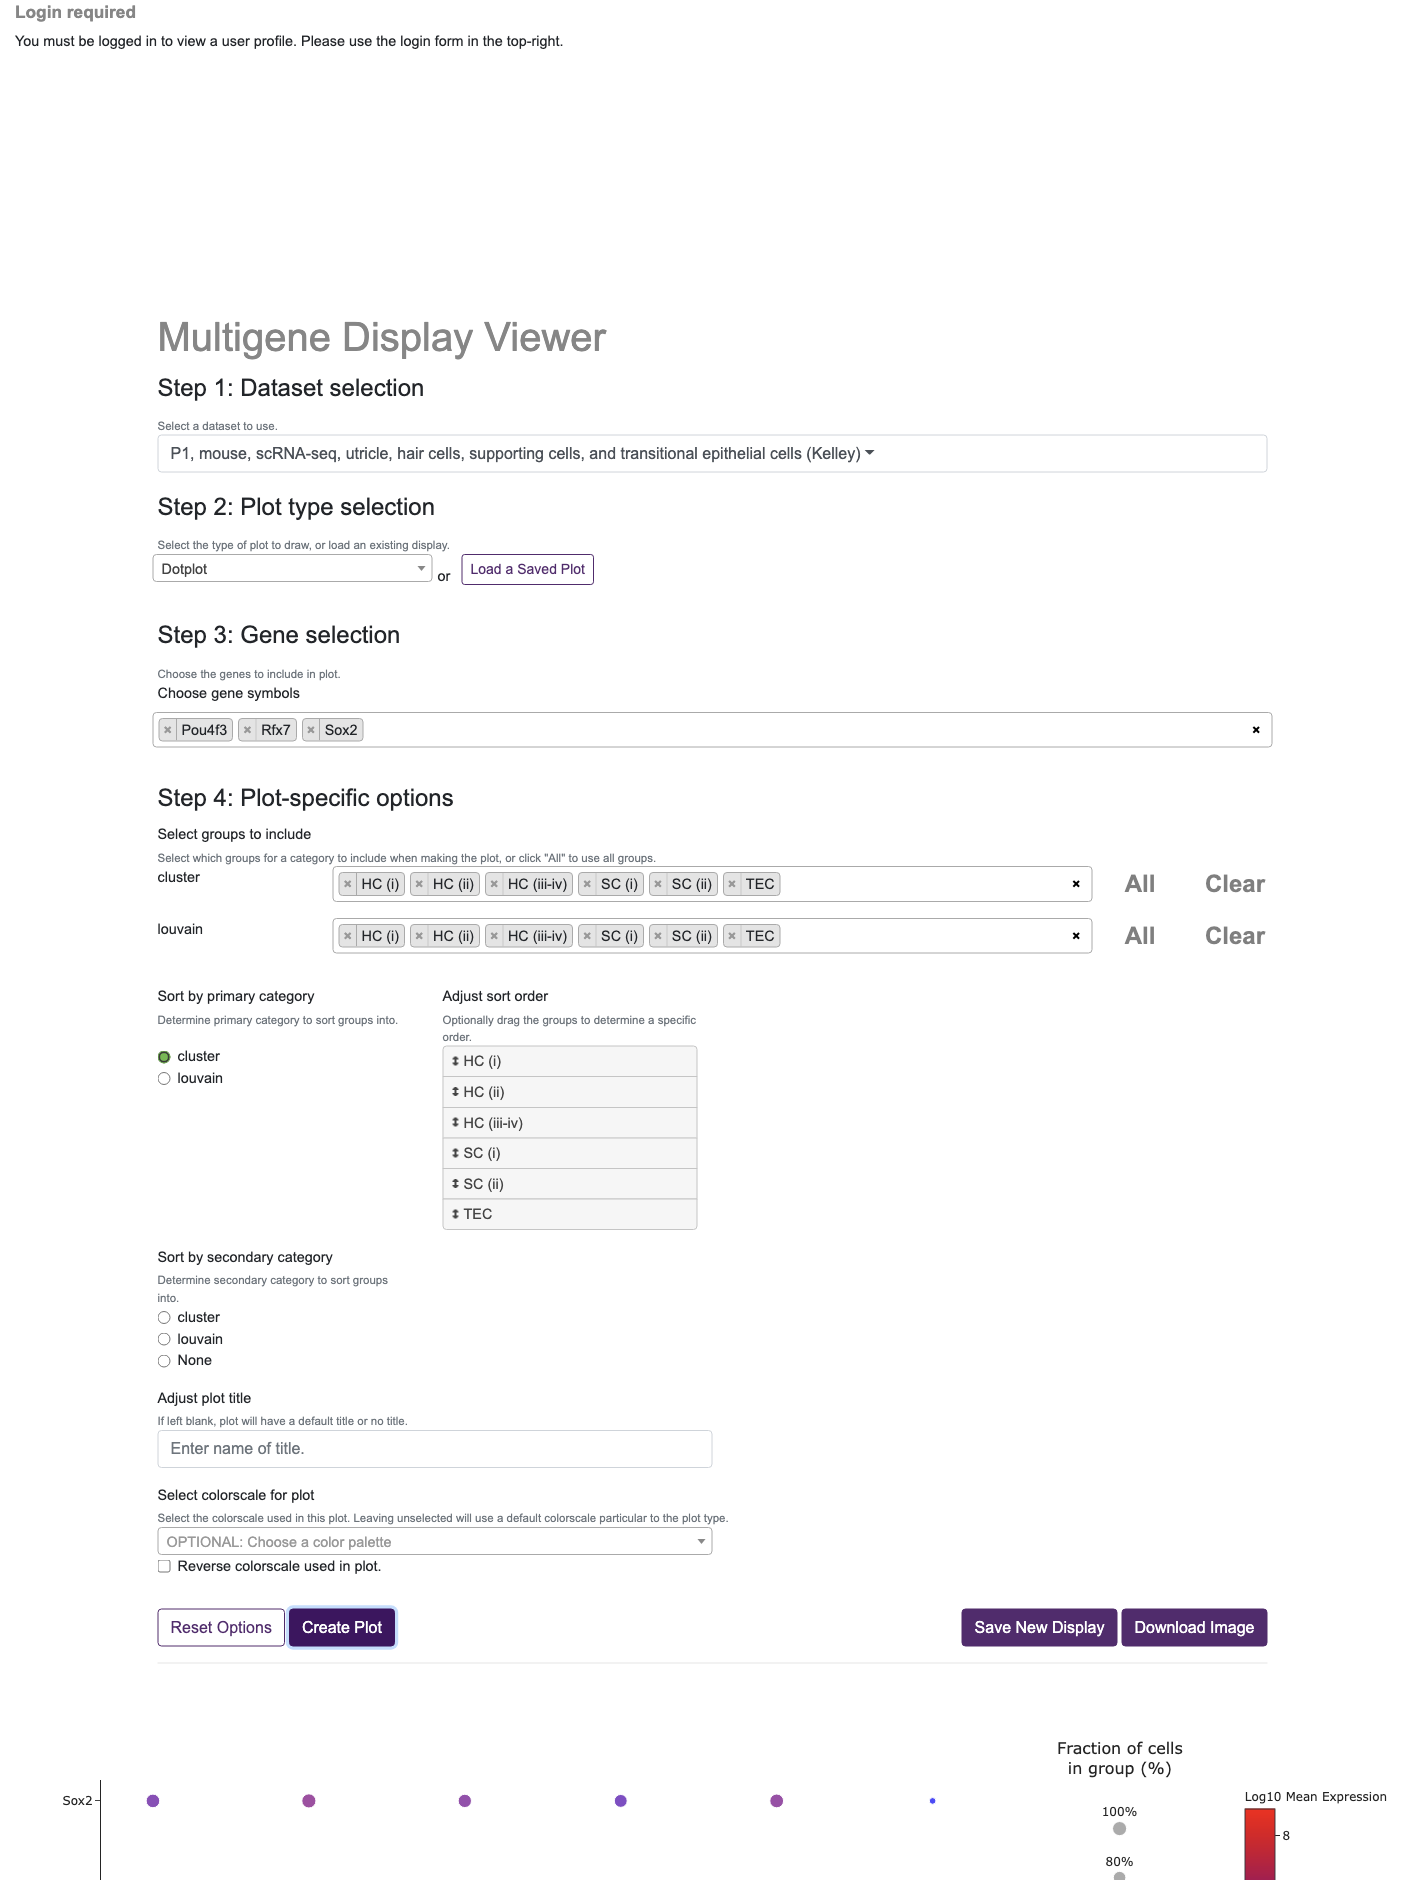 Login required
You must be logged in to view a user profile. Please use the login form in the top-right.
Multigene Display Viewer
Step 1: Dataset selection
Select a dataset to use.
P1, mouse, scRNA-seq, utricle, hair cells, supporting cells, and transitional epithelial cells (Kelley)
Step 2: Plot type selection
Select the type of plot to draw, or load an existing display.
Dotplot or Load a Saved Plot
Step 3: Gene selection
Choose the genes to include in plot.
Choose gene symbols
× Pou4f3 × Rfx7 × Sox2 ×
Step 4: Plot-specific options
Select groups to include
Select which groups for a category to include when making the plot, or click "All" to use all groups.
cluster × HC (i) × HC (ii) × HC (iii-iv) × SC (i) × SC (ii) × TEC × All Clear
louvain × HC (i) × HC (ii) × HC (iii-iv) × SC (i) × SC (ii) × TEC × All Clear
Sort by primary category
Determine primary category to sort groups into.
cluster
louvain
Adjust sort order
Optionally drag the groups to determine a specific
order.
HC (i)
HC (ii)
HC (iii-iv)
SC (i)
SC (ii)
TEC
Sort by secondary category
Determine secondary category to sort groups
into.
cluster
louvain
None
Adjust plot title
If left blank, plot will have a default title or no title.
Enter name of title.
Select colorscale for plot
Select the colorscale used in this plot. Leaving unselected will use a default colorscale particular to the plot type.
OPTIONAL: Choose a color palette
Reverse colorscale used in plot.
Reset Options Create Plot Save New Display Download Image
Sox2
Fraction of cells
in group (%)
100%
80%
Log10 Mean Expression
8